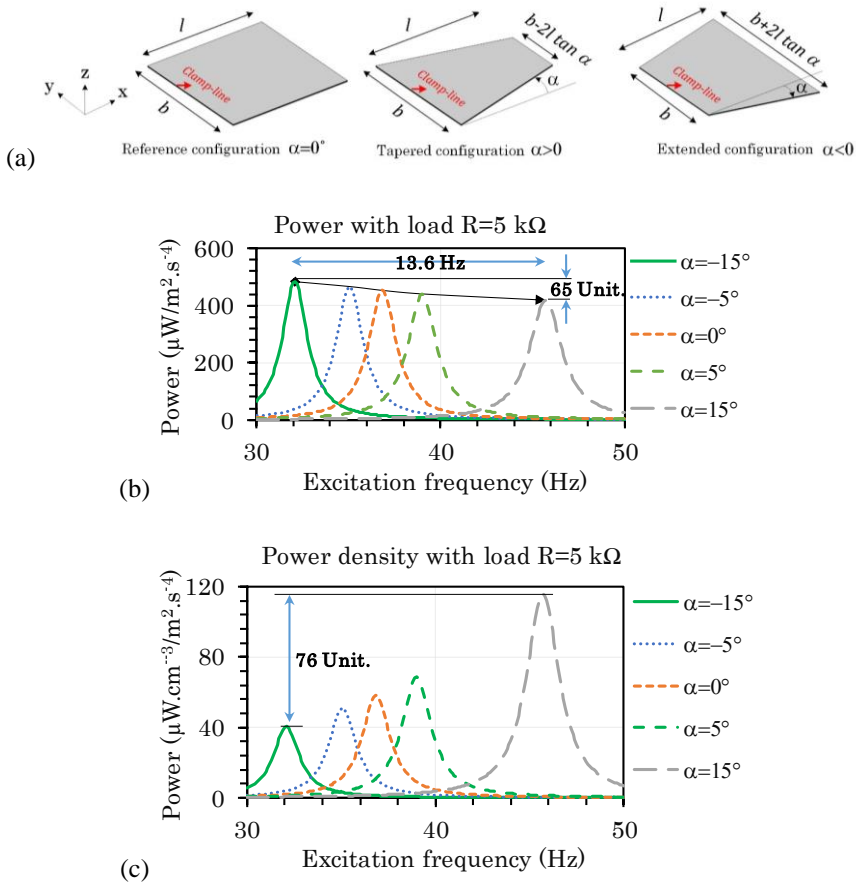 l
b
Clamp-line
z
y
x
Reference configuration α=0°
l
b-2l tan α
b
Clamp-line
α
Tapered configuration α>0
l
b+2l tan α
b
Clamp-line
α
Extended configuration α<0
(a)
Power with load R=5 kΩ
Power (μW/m².s⁻⁴)
600
400
200
0
30
40
50
13.6 Hz
65 Unit.
α=–15°
α=–5°
α=0°
α=5°
α=15°
Excitation frequency (Hz)
(b)
Power density with load R=5 kΩ
Power (μW.cm⁻⁻³/m².s⁻⁴)
120
80
40
0
30
40
50
76 Unit.
α=–15°
α=–5°
α=0°
α=5°
α=15°
Excitation frequency (Hz)
(c)